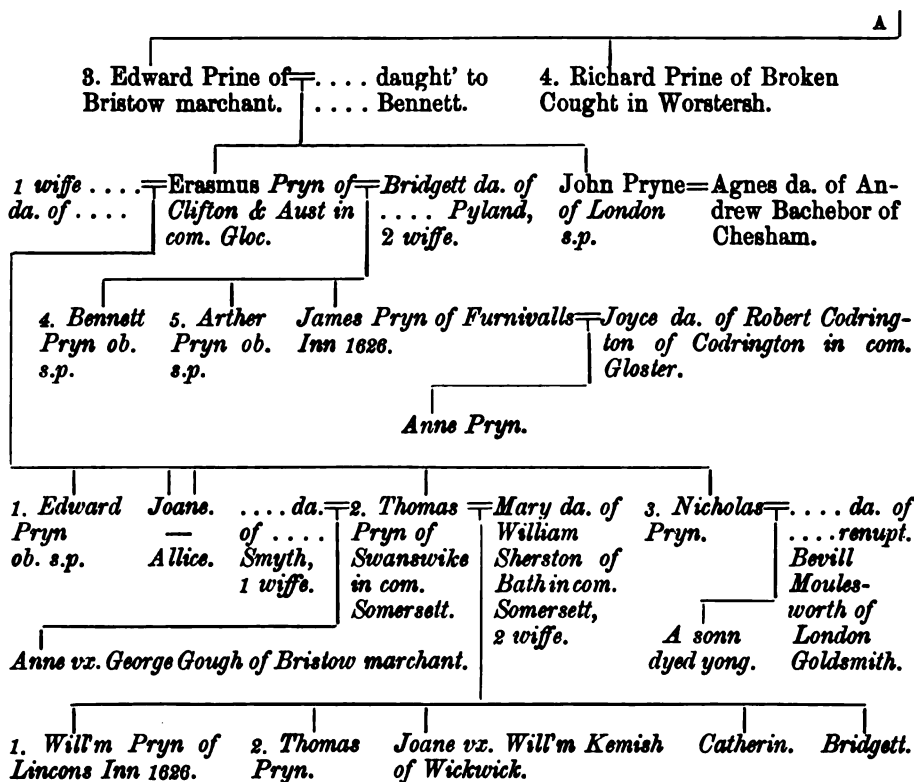 A
3. Edward Prine of Bristow marchant.
.... daught' to .... Bennett.
4. Richard Prine of Broken Cought in Worstersh.
1 wiffe .... da. of ....
Erasmus Pryn of Clifton & Aust in com. Gloc.
Bridgett da. of .... Pyland, 2 wiffe.
John Pryne of London s.p.
Agnes da. of Andrew Bachebor of Chesham.
4. Bennett Pryn ob. s.p.
5. Arther Pryn ob. s.p.
James Pryn of Furnivalls Inn 1626.
Joyce da. of Robert Codrington of Codrington in com. Gloster.
Anne Pryn.
1. Edward Pryn ob. s.p.
Joane.
—
Allice.
.... da. of .... Smyth, 1 wiffe.
2. Thomas Pryn of Swanswike in com. Somersett.
Mary da. of William Sherston of Bath in com. Somersett, 2 wiffe.
3. Nicholas Pryn.
.... da. of .... renupt. Bevill Moulesworth of London Goldsmith.
Anne vx. George Gough of Bristow marchant.
A sonn dyed yong.
1. Will'm Pryn of Lincons Inn 1626.
2. Thomas Pryn.
Joane vx. Will'm Kemish of Wickwick.
Catherin.
Bridgett.